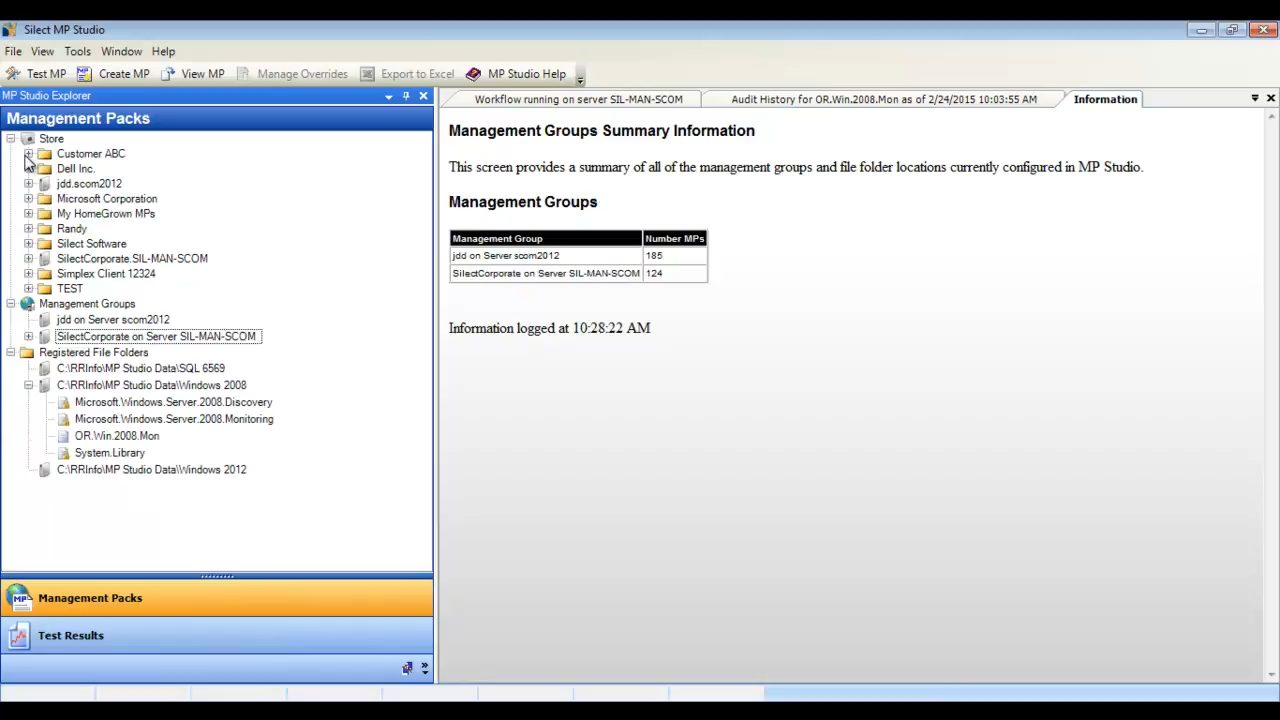 Silect MP Studio
File View Tools Window Help
Test MP Create MP View MP Manage Overrides Export to Excel MP Studio Help
MP Studio Explorer
Management Packs
Store
Customer ABC
Dell Inc.
jdd.scom2012
Microsoft Corporation
My HomeGrown MPs
Randy
Silect Software
SilectCorporate.SIL-MAN-SCOM
Simplex Client 12324
TEST
Management Groups
jdd on Server scom2012
SilectCorporate on Server SIL-MAN-SCOM
Registered File Folders
C:\RRInfo\MP Studio Data\SQL 6569
C:\RRInfo\MP Studio Data\Windows 2008
Microsoft.Windows.Server.2008.Discovery
Microsoft.Windows.Server.2008.Monitoring
OR.Win.2008.Mon
System.Library
C:\RRInfo\MP Studio Data\Windows 2012
MP
Management Packs
Test Results
Workflow running on server SIL-MAN-SCOM Audit History for OR.Win.2008.Mon as of 2/24/2015 10:03:55 AM Information
Management Groups Summary Information
This screen provides a summary of all of the management groups and file folder locations currently configured in MP Studio.
Management Groups
Management Group Number MPs
jdd on Server scom2012 185
SilectCorporate on Server SIL-MAN-SCOM 124
Information logged at 10:28:22 AM